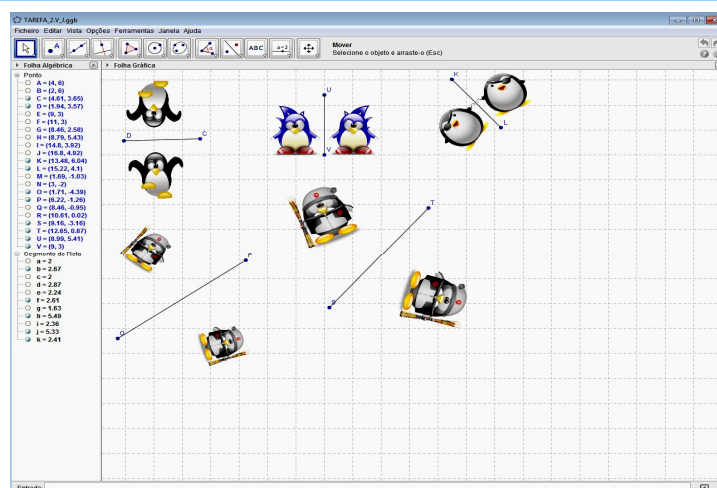 TAREFA_2.V_J.ggb
Ficheiro Editar Vista Opções Ferramentas Janela Ajuda
A
ABC
a=2
Mover
Selecione o objeto e arraste-o (Esc)
Folha Algébrica
Folha Gráfica
Ponto
A = (4, 6)
B = (2, 6)
C = (4.61, 3.65)
D = (1.94, 3.57)
E = (9, 3)
F = (11, 3)
G = (8.46, 2.58)
H = (8.79, 5.43)
I = (14.8, 3.92)
J = (16.8, 4.92)
K = (13.48, 6.04)
L = (15.22, 4.1)
M = (1.69, -1.03)
N = (3, -2)
O = (1.71, -4.39)
P = (6.22, -1.26)
Q = (8.46, -0.95)
R = (10.61, 0.02)
S = (9.16, -3.16)
T = (12.65, 0.87)
U = (8.99, 5.41)
V = (9, 3)
Segmento de Reta
a = 2
b = 2.67
c = 2
d = 2.87
e = 2.24
f = 2.61
g = 1.63
h = 5.49
i = 2.36
j = 5.33
k = 2.41
D
C
U
V
K
L
P
O
T
S
Entrada